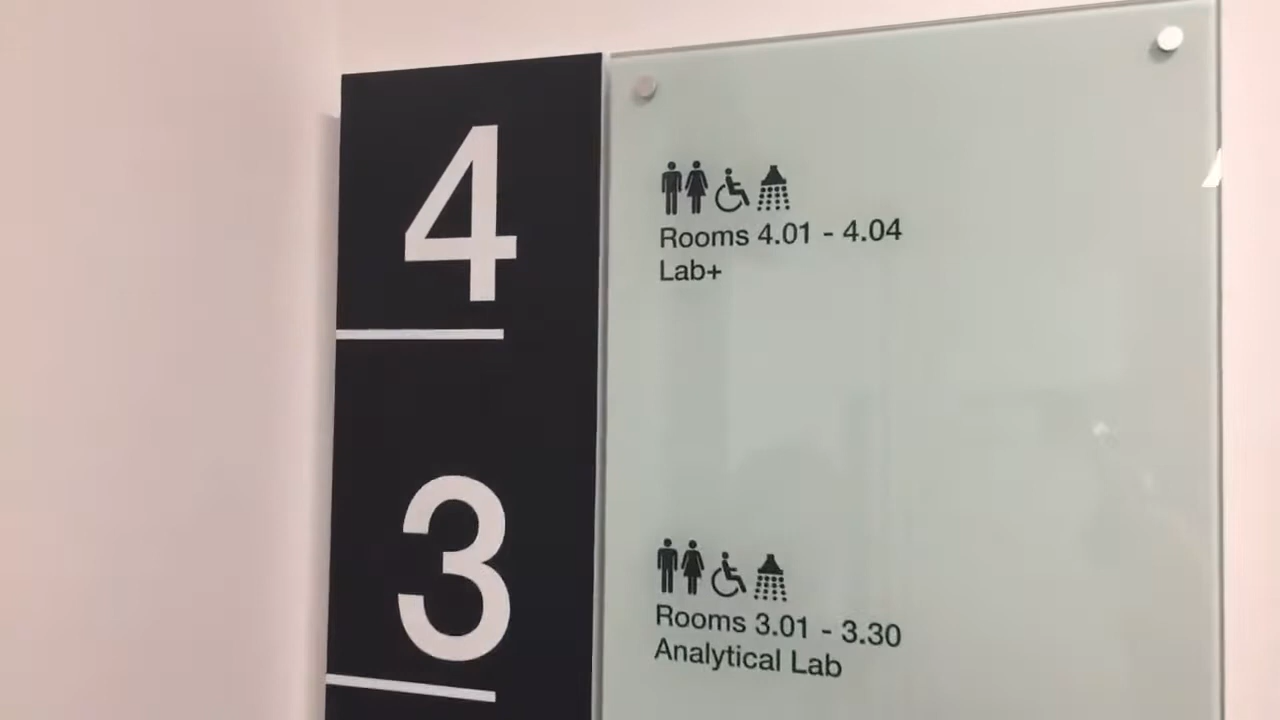 4
Rooms 4.01 - 4.04
Lab+
3
Rooms 3.01 - 3.30
Analytical Lab